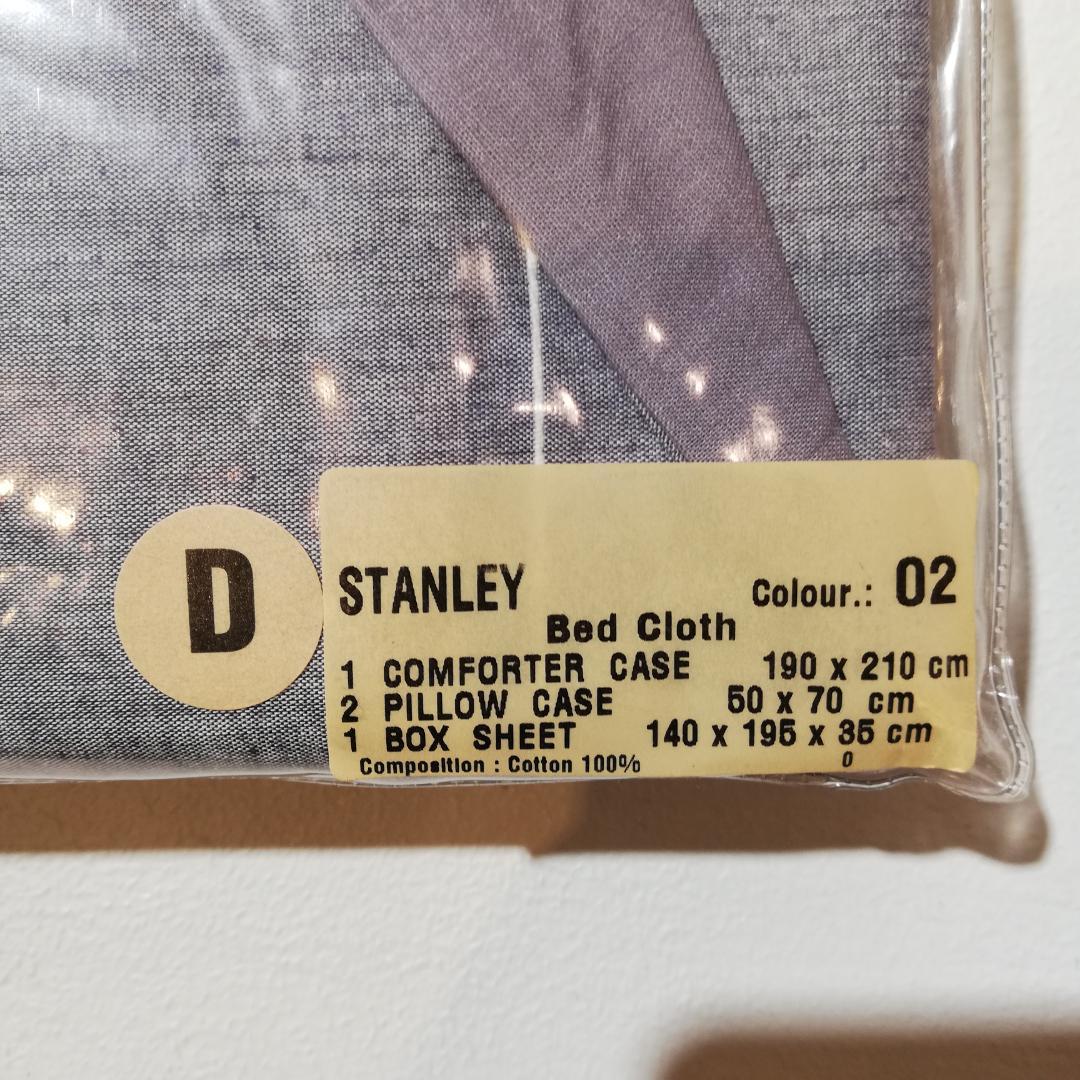 D
STANLEY Colour.: 02
Bed Cloth
1 COMFORTER CASE 190 x 210 cm
2 PILLOW CASE 50 x 70 cm
1 BOX SHEET 140 x 195 x 35 cm
Composition : Cotton 100% 0